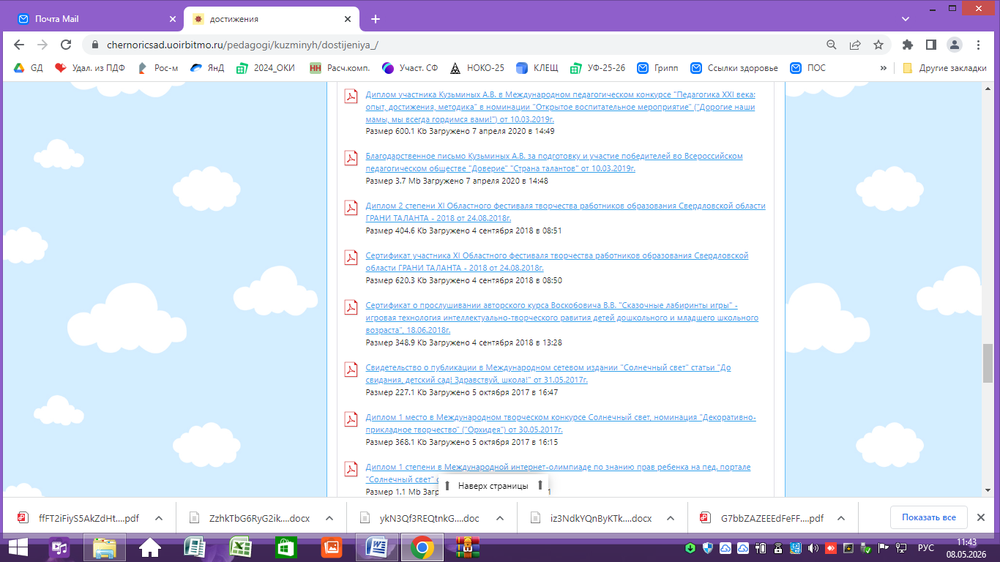 Почта Mail
достижения
chernoricsad.uoirbitmo.ru/pedagogi/kuzminyh/dostijeniya_/
GД Удал. из ПДФ Рос-м ЯнД 2024_ОКИ Расч.комп. Участ. СФ НОКО-25 КЛЕЩ УФ-25-26 Грипп Ссылки здоровье ПОС » Другие закладки
Диплом участника Кузьминых А.В. в Международном педагогическом конкурсе "Педагогика XXI века:
опыт, достижения, методика" в номинации "Открытое воспитательное мероприятие" ("Дорогие наши
мамы, мы всегда гордимся вами!") от 10.03.2019г.
Размер 600.1 Kb Загружено 7 апреля 2020 в 14:49
Благодарственное письмо Кузьминых А.В. за подготовку и участие победителей во Всероссийском
педагогическом обществе "Доверие" "Страна талантов" от 10.03.2019г.
Размер 3.7 Mb Загружено 7 апреля 2020 в 14:48
Диплом 2 степени XI Областного фестиваля творчества работников образования Свердловской области
ГРАНИ ТАЛАНТА - 2018 от 24.08.2018г.
Размер 404.6 Kb Загружено 4 сентября 2018 в 08:51
Сертификат участника XI Областного фестиваля творчества работников образования Свердловской
области ГРАНИ ТАЛАНТА - 2018 от 24.08.2018г.
Размер 620.3 Kb Загружено 4 сентября 2018 в 08:50
Сертификат о прослушивании авторского курса Воскобовича В.В. "Сказочные лабиринты игры" -
игровая технология интеллектуально-творческого равития детей дошкольного и младшего школьного
возраста", 18.06.2018г.
Размер 348.9 Kb Загружено 4 сентября 2018 в 13:28
Свидетельство о публикации в Международном сетевом издании "Солнечный свет" статьи "До
свидания, детский сад! Здравствуй, школа!" от 31.05.2017г.
Размер 227.1 Kb Загружено 5 октября 2017 в 16:47
Диплом 1 место в Международном творческом конкурсе Солнечный свет, номинация "Декоративно-
прикладное творчество" ("Орхидея") от 30.05.2017г.
Размер 368.1 Kb Загружено 5 октября 2017 в 16:15
Диплом 1 степени в Международной интернет-олимпиаде по знанию прав ребенка на пед. портале
"Солнечный свет"
Размер 1.1 Mb
Наверх страницы
ffFT2iFiyS5AkZdHt....pdf ZzhkTbG6RyG2ik....docx ykN3Qf3REQtnkG....doc iz3NdkYQnByKTk....docx G7bbZAZEEEdFeFF....pdf Показать все
РУС
11:43
08.05.2026